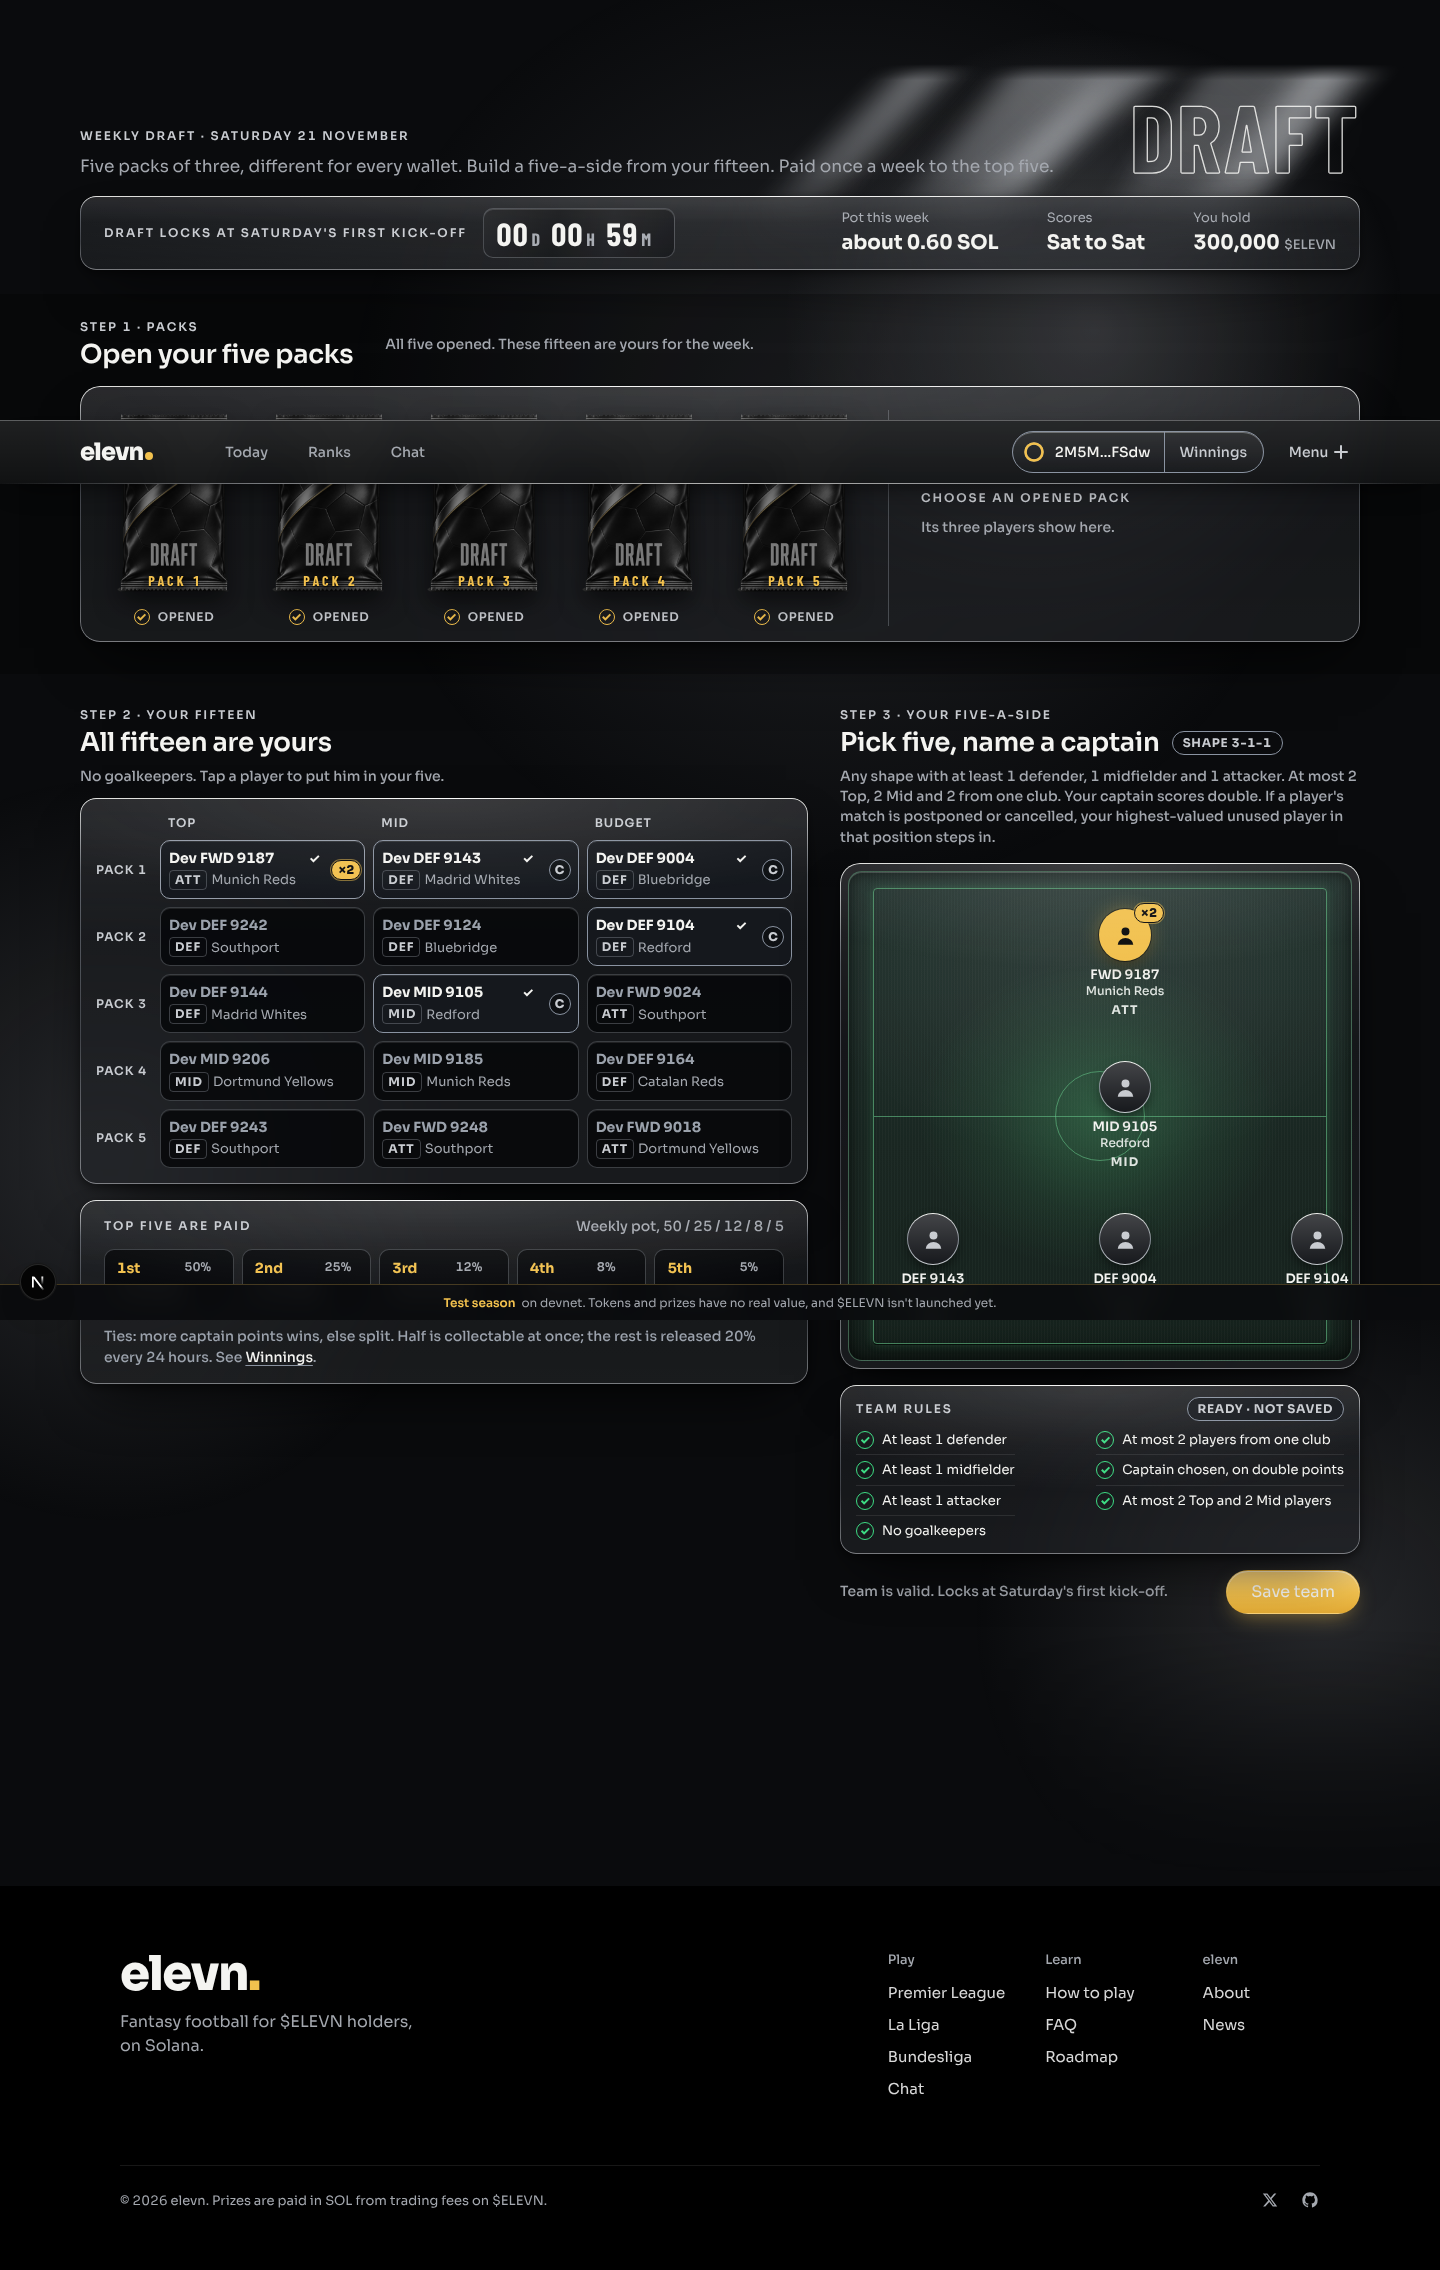 DRAFT
WEEKLY DRAFT · SATURDAY 21 NOVEMBER
Five packs of three, different for every wallet. Build a five-a-side from your fifteen. Paid once a week to the top five.
DRAFT LOCKS AT SATURDAY'S FIRST KICK-OFF 00 D 00 H 59 M
Pot this week
about 0.60 SOL
Scores
Sat to Sat
You hold
300,000 $ELEVN
STEP 1 · PACKS
Open your five packs
All five opened. These fifteen are yours for the week.
elevn. Today Ranks Chat 2M5M...FSdw Winnings Menu
CHOOSE AN OPENED PACK
Its three players show here.
DRAFT DRAFT DRAFT DRAFT DRAFT
PACK 1 PACK 2 PACK 3 PACK 4 PACK 5
OPENED OPENED OPENED OPENED OPENED
STEP 2 · YOUR FIFTEEN
All fifteen are yours
No goalkeepers. Tap a player to put him in your five.
TOP MID BUDGET
PACK 1
Dev FWD 9187
ATT Munich Reds
×2
Dev DEF 9143
DEF Madrid Whites
C
Dev DEF 9004
DEF Bluebridge
C
PACK 2
Dev DEF 9242
DEF Southport
Dev DEF 9124
DEF Bluebridge
Dev DEF 9104
DEF Redford
C
PACK 3
Dev DEF 9144
DEF Madrid Whites
Dev MID 9105
MID Redford
C
Dev FWD 9024
ATT Southport
PACK 4
Dev MID 9206
MID Dortmund Yellows
Dev MID 9185
MID Munich Reds
Dev DEF 9164
DEF Catalan Reds
PACK 5
Dev DEF 9243
DEF Southport
Dev FWD 9248
ATT Southport
Dev FWD 9018
ATT Dortmund Yellows
TOP FIVE ARE PAID
Weekly pot, 50 / 25 / 12 / 8 / 5
1st 50% 2nd 25% 3rd 12% 4th 8% 5th 5%
Ties: more captain points wins, else split. Half is collectable at once; the rest is released 20%
every 24 hours. See Winnings.
STEP 3 · YOUR FIVE-A-SIDE
Pick five, name a captain SHAPE 3-1-1
Any shape with at least 1 defender, 1 midfielder and 1 attacker. At most 2
Top, 2 Mid and 2 from one club. Your captain scores double. If a player's
match is postponed or cancelled, your highest-valued unused player in
that position steps in.
×2
FWD 9187
Munich Reds
ATT
MID 9105
Redford
MID
DEF 9143 DEF 9004 DEF 9104
N
Test season on devnet. Tokens and prizes have no real value, and $ELEVN isn't launched yet.
TEAM RULES READY · NOT SAVED
At least 1 defender
At least 1 midfielder
At least 1 attacker
No goalkeepers
At most 2 players from one club
Captain chosen, on double points
At most 2 Top and 2 Mid players
Team is valid. Locks at Saturday's first kick-off. Save team
elevn.
Fantasy football for $ELEVN holders,
on Solana.
Play
Premier League
La Liga
Bundesliga
Chat
Learn
How to play
FAQ
Roadmap
elevn
About
News
© 2026 elevn. Prizes are paid in SOL from trading fees on $ELEVN.